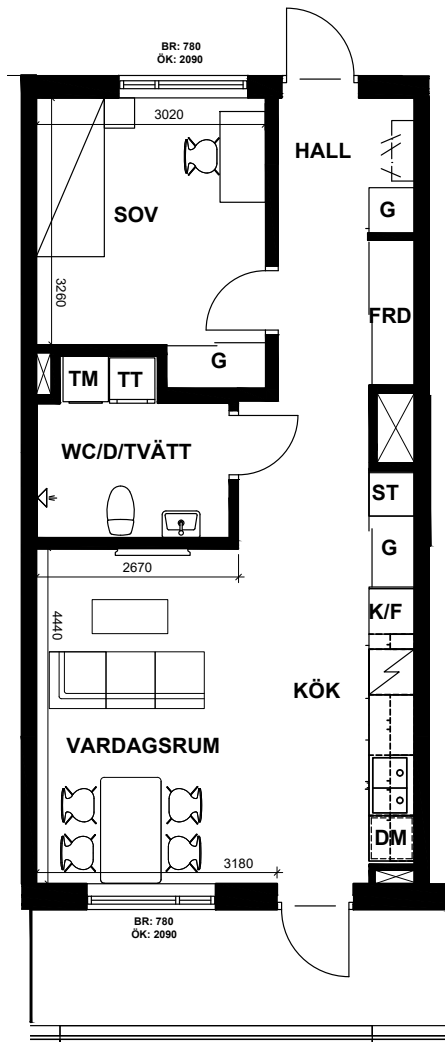 BR: 780
ÖK: 2090
3020
HALL
SOV
G
3260
FRD
G
TM
TT
WC/D/TVÄTT
ST
G
2670
4440
K/F
KÖK
VARDAGSRUM
DM
3180
BR: 780
ÖK: 2090